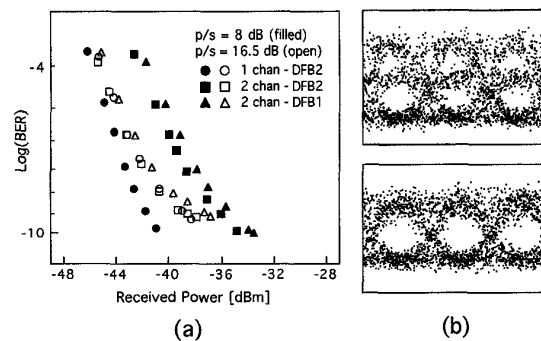 p/s = 8 dB (filled)
p/s = 16.5 dB (open)
1 chan - DFB2
2 chan - DFB2
2 chan - DFB1
Log(BER)
-4
-10
-48 -44 -40 -36 -32 -28
Received Power [dBm]
(a)
(b)